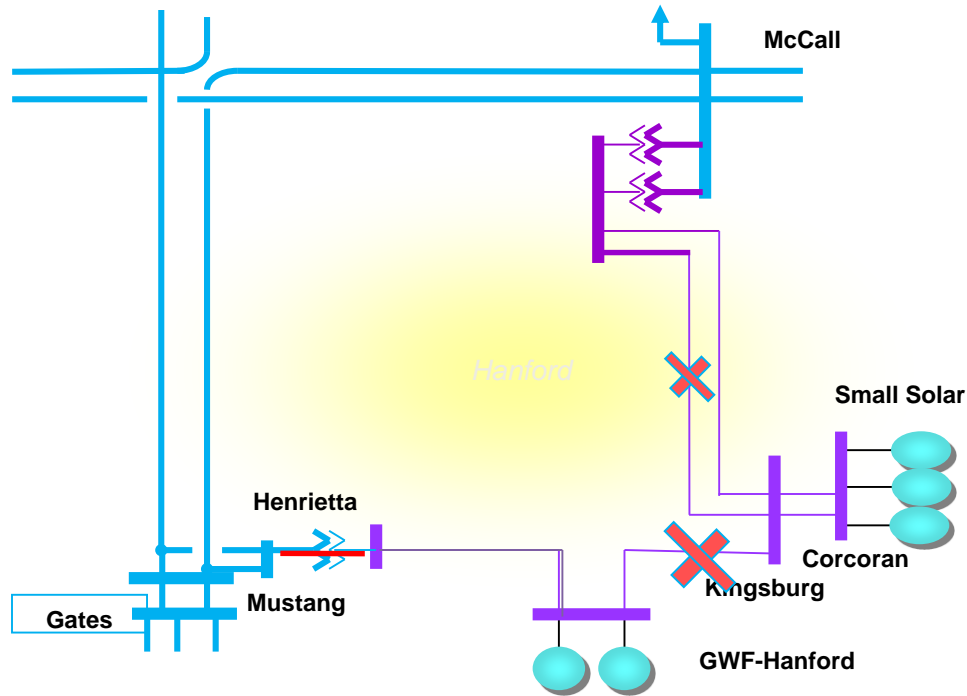 McCall
Hanford
Small Solar
Henrietta
Corcoran
Kingsburg
Mustang
Gates
GWF-Hanford